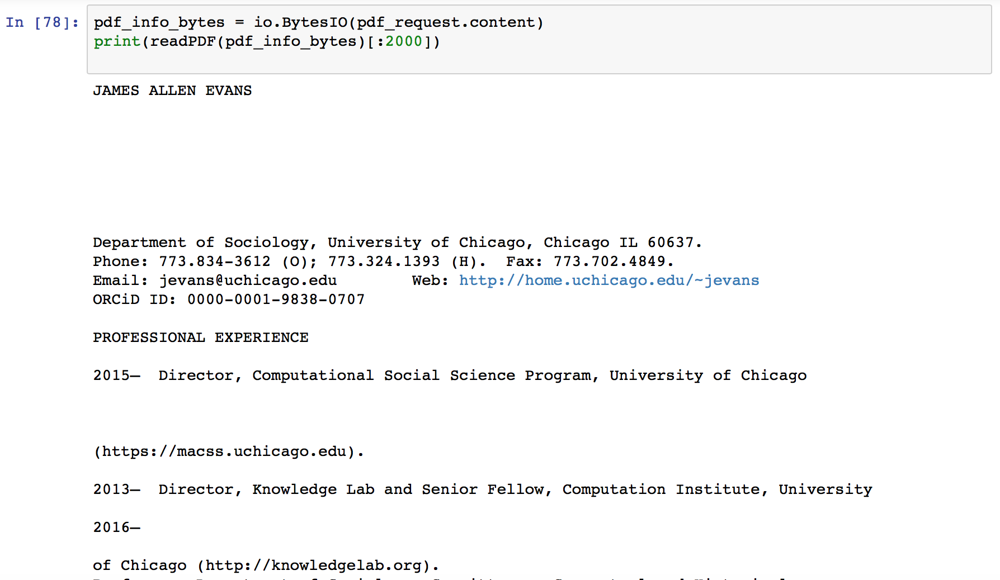 In [78]: pdf_info_bytes = io.BytesIO(pdf_request.content)
print(readPDF(pdf_info_bytes)[:2000])
JAMES ALLEN EVANS
Department of Sociology, University of Chicago, Chicago IL 60637.
Phone: 773.834-3612 (O); 773.324.1393 (H).  Fax: 773.702.4849.
Email: jevans@uchicago.edu        Web: http://home.uchicago.edu/~jevans
ORCiD ID: 0000-0001-9838-0707
PROFESSIONAL EXPERIENCE
2015–  Director, Computational Social Science Program, University of Chicago
(https://macss.uchicago.edu).
2013–  Director, Knowledge Lab and Senior Fellow, Computation Institute, University
2016–
of Chicago (http://knowledgelab.org).